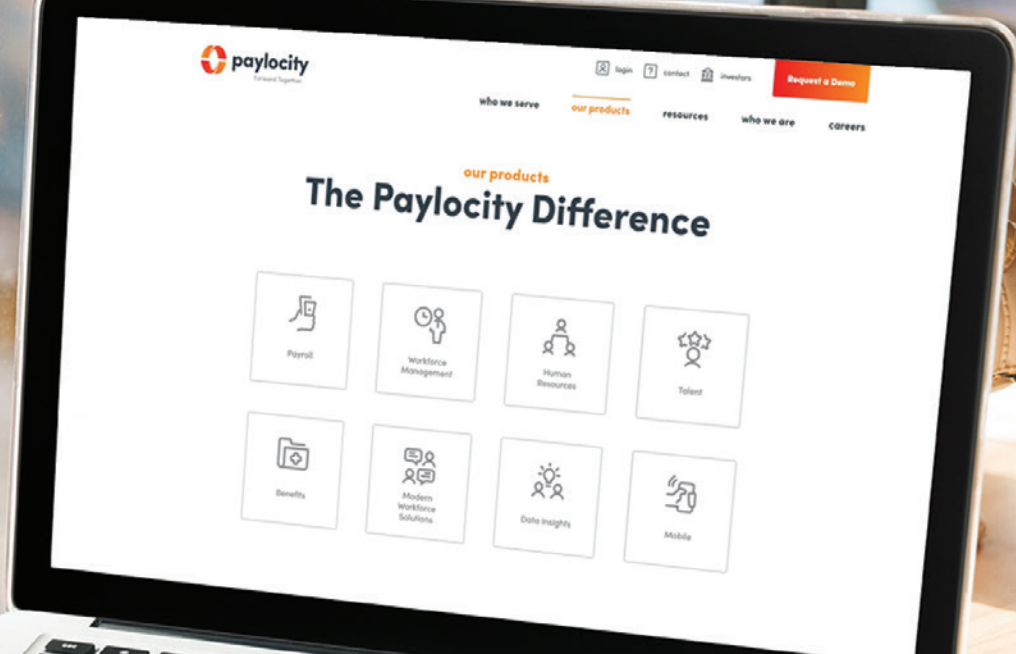 paylocity
Forward Together
login
contact
investors
Request a Demo
who we serve
our products
resources
who we are
careers
our products
The Paylocity Difference
Payroll
Workforce
Management
Human
Resources
Talent
Benefits
Modern
Workforce
Solutions
Data Insights
Mobile
esc